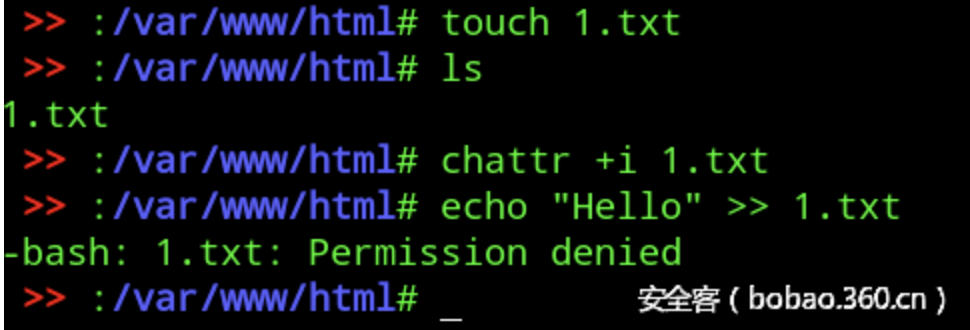 >> :/var/www/html# touch 1.txt
>> :/var/www/html# ls
1.txt
>> :/var/www/html# chattr +i 1.txt
>> :/var/www/html# echo "Hello" >> 1.txt
-bash: 1.txt: Permission denied
>> :/var/www/html# _
安全客 ( bobao.360.cn )